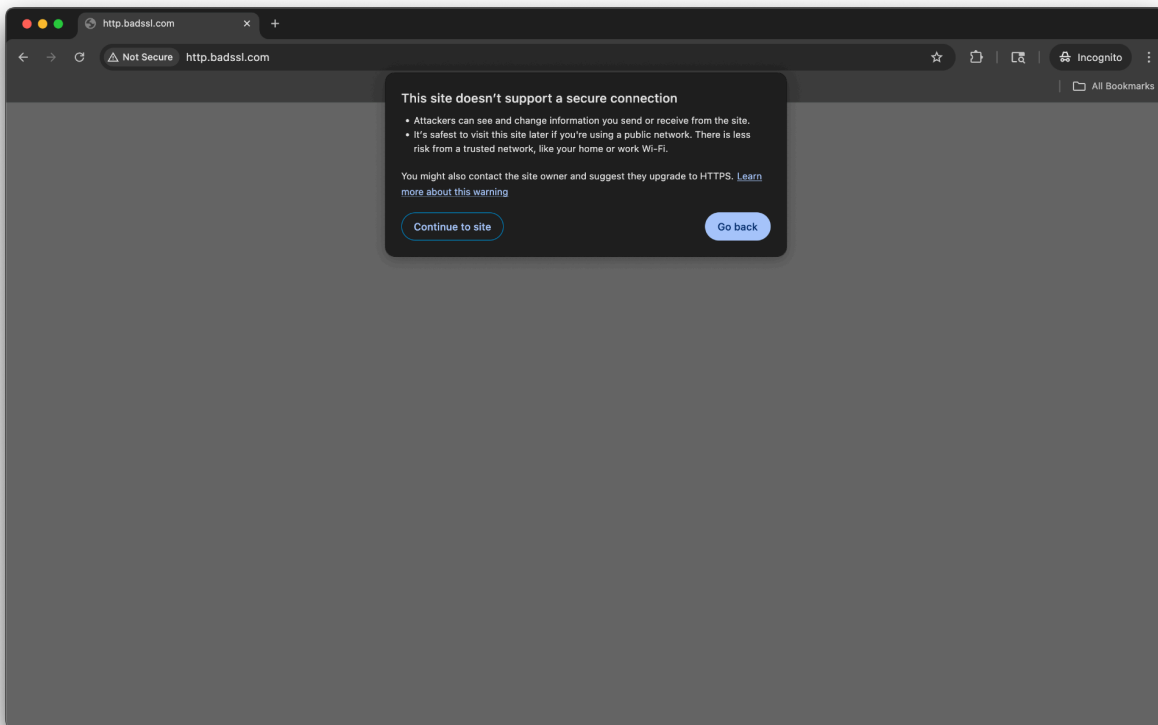 http.badssl.com
Not Secure http.badssl.com
Incognito
All Bookmarks
This site doesn't support a secure connection
• Attackers can see and change information you send or receive from the site.
• It's safest to visit this site later if you're using a public network. There is less
risk from a trusted network, like your home or work Wi-Fi.
You might also contact the site owner and suggest they upgrade to HTTPS. Learn
more about this warning
Continue to site
Go back